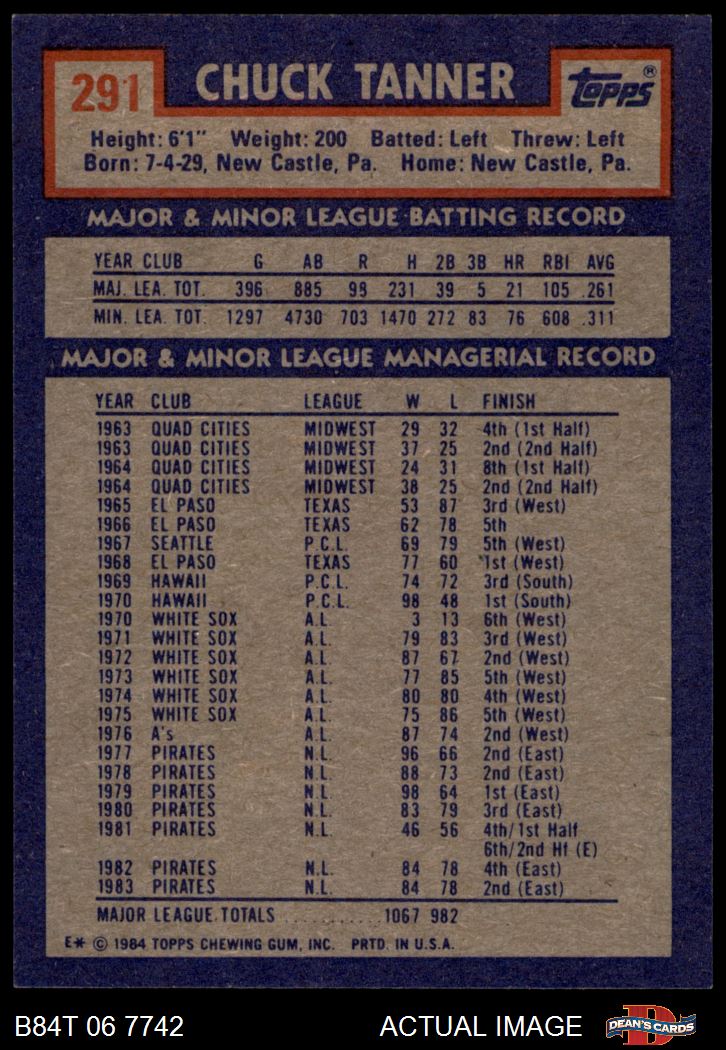 291 CHUCK TANNER Topps®
Height: 6'1" Weight: 200 Batted: Left Threw: Left
Born: 7-4-29, New Castle, Pa. Home: New Castle, Pa.
MAJOR & MINOR LEAGUE BATTING RECORD
YEAR CLUB G AB R H 2B 3B HR RBI AVG
MAJ. LEA. TOT. 396 885 98 231 39 5 21 105 .261
MIN. LEA. TOT. 1297 4730 703 1470 272 83 76 608 .311
MAJOR & MINOR LEAGUE MANAGERIAL RECORD
YEAR CLUB LEAGUE W L FINISH
1963 QUAD CITIES MIDWEST 29 32 4th (1st Half)
1963 QUAD CITIES MIDWEST 37 25 2nd (2nd Half)
1964 QUAD CITIES MIDWEST 24 31 8th (1st Half)
1964 QUAD CITIES MIDWEST 38 25 2nd (2nd Half)
1965 EL PASO TEXAS 53 87 3rd (West)
1966 EL PASO TEXAS 62 78 5th
1967 SEATTLE P.C.L. 69 79 5th (West)
1968 EL PASO TEXAS 77 60 1st (West)
1969 HAWAII P.C.L. 74 72 3rd (South)
1970 HAWAII P.C.L. 98 48 1st (South)
1970 WHITE SOX A.L. 3 13 6th (West)
1971 WHITE SOX A.L. 79 83 3rd (West)
1972 WHITE SOX A.L. 87 67 2nd (West)
1973 WHITE SOX A.L. 77 85 5th (West)
1974 WHITE SOX A.L. 80 80 4th (West)
1975 WHITE SOX A.L. 75 86 5th (West)
1976 A's A.L. 87 74 2nd (West)
1977 PIRATES N.L. 96 66 2nd (East)
1978 PIRATES N.L. 88 73 2nd (East)
1979 PIRATES N.L. 98 64 1st (East)
1980 PIRATES N.L. 83 79 3rd (East)
1981 PIRATES N.L. 46 56 4th/1st Half
6th/2nd Hf (E)
1982 PIRATES N.L. 84 78 4th (East)
1983 PIRATES N.L. 84 78 2nd (East)
MAJOR LEAGUE TOTALS ............ 1067 982
E* © 1984 TOPPS CHEWING GUM, INC. PRTD. IN U.S.A.
B84T 06 7742 ACTUAL IMAGE D DEAN'S CARDS